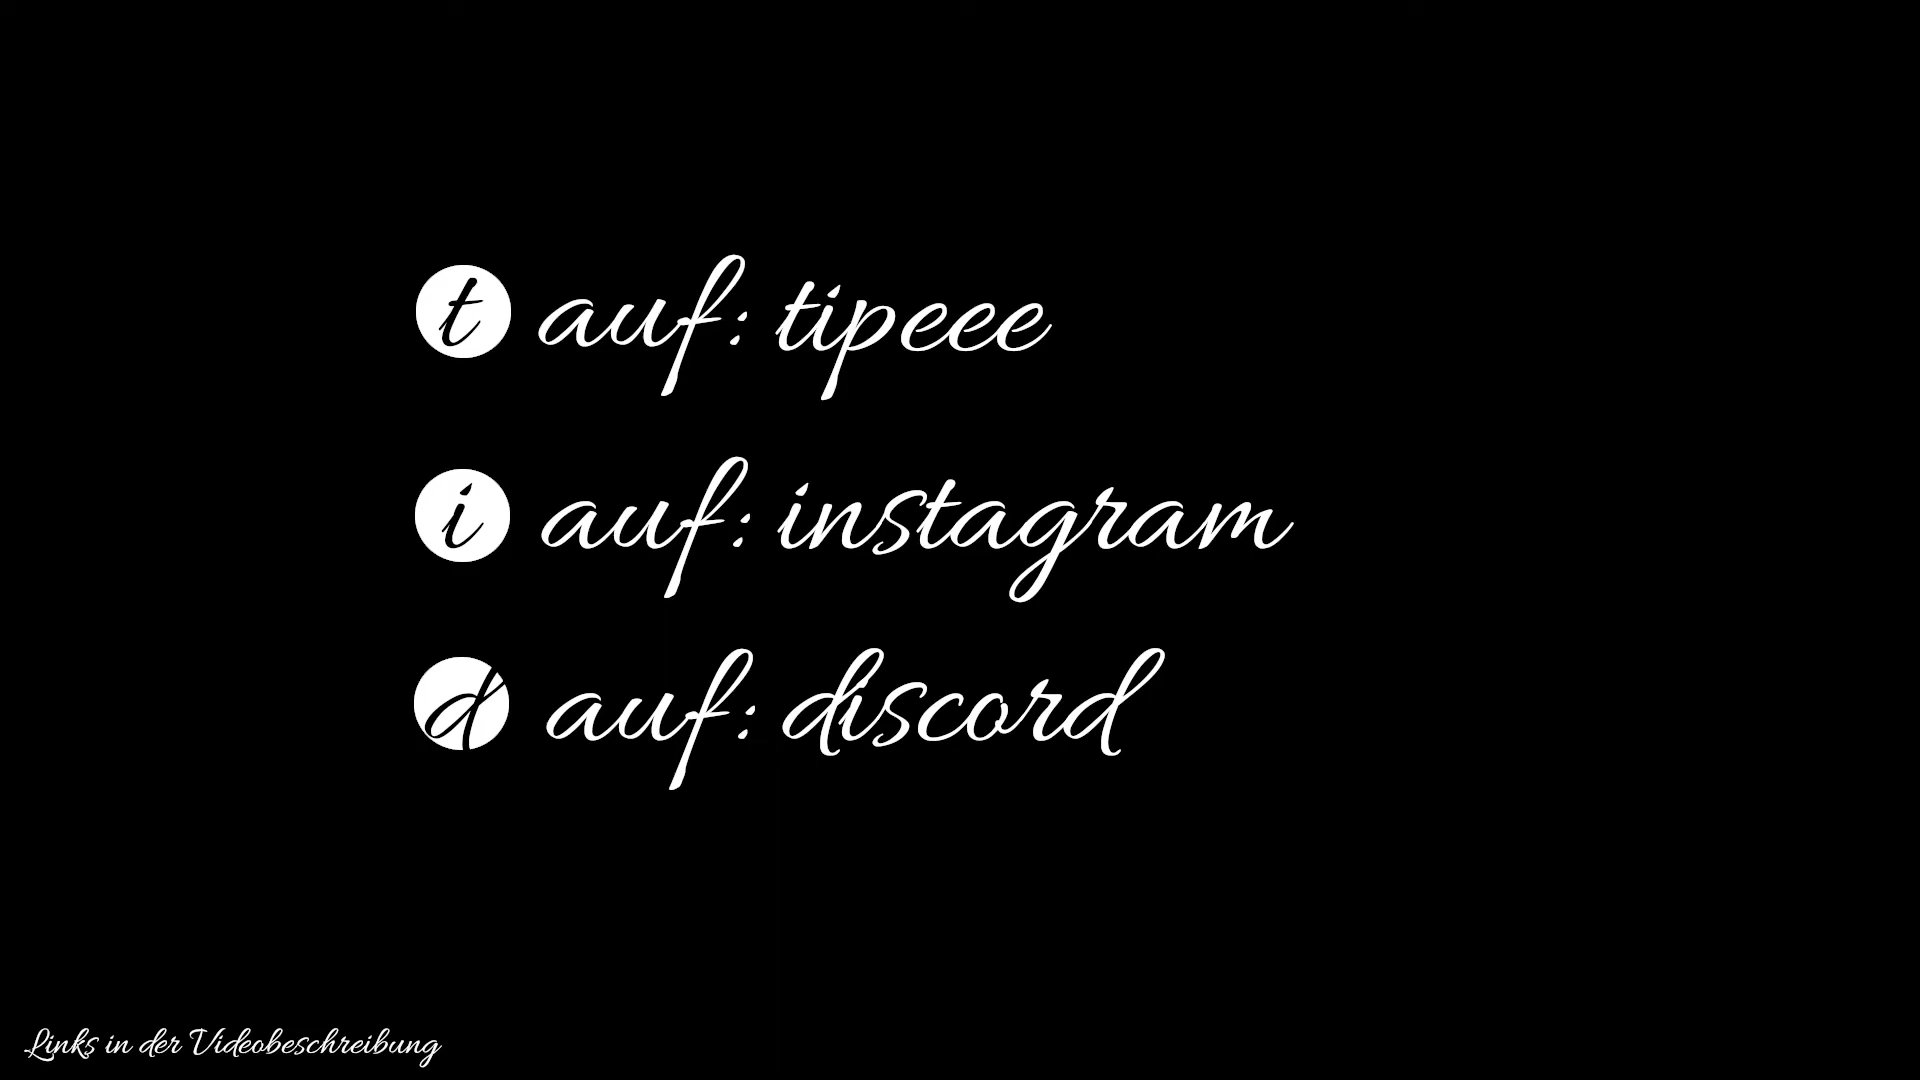 t auf: tipeee
i auf: instagram
d auf: discord
Links in der Videobeschreibung